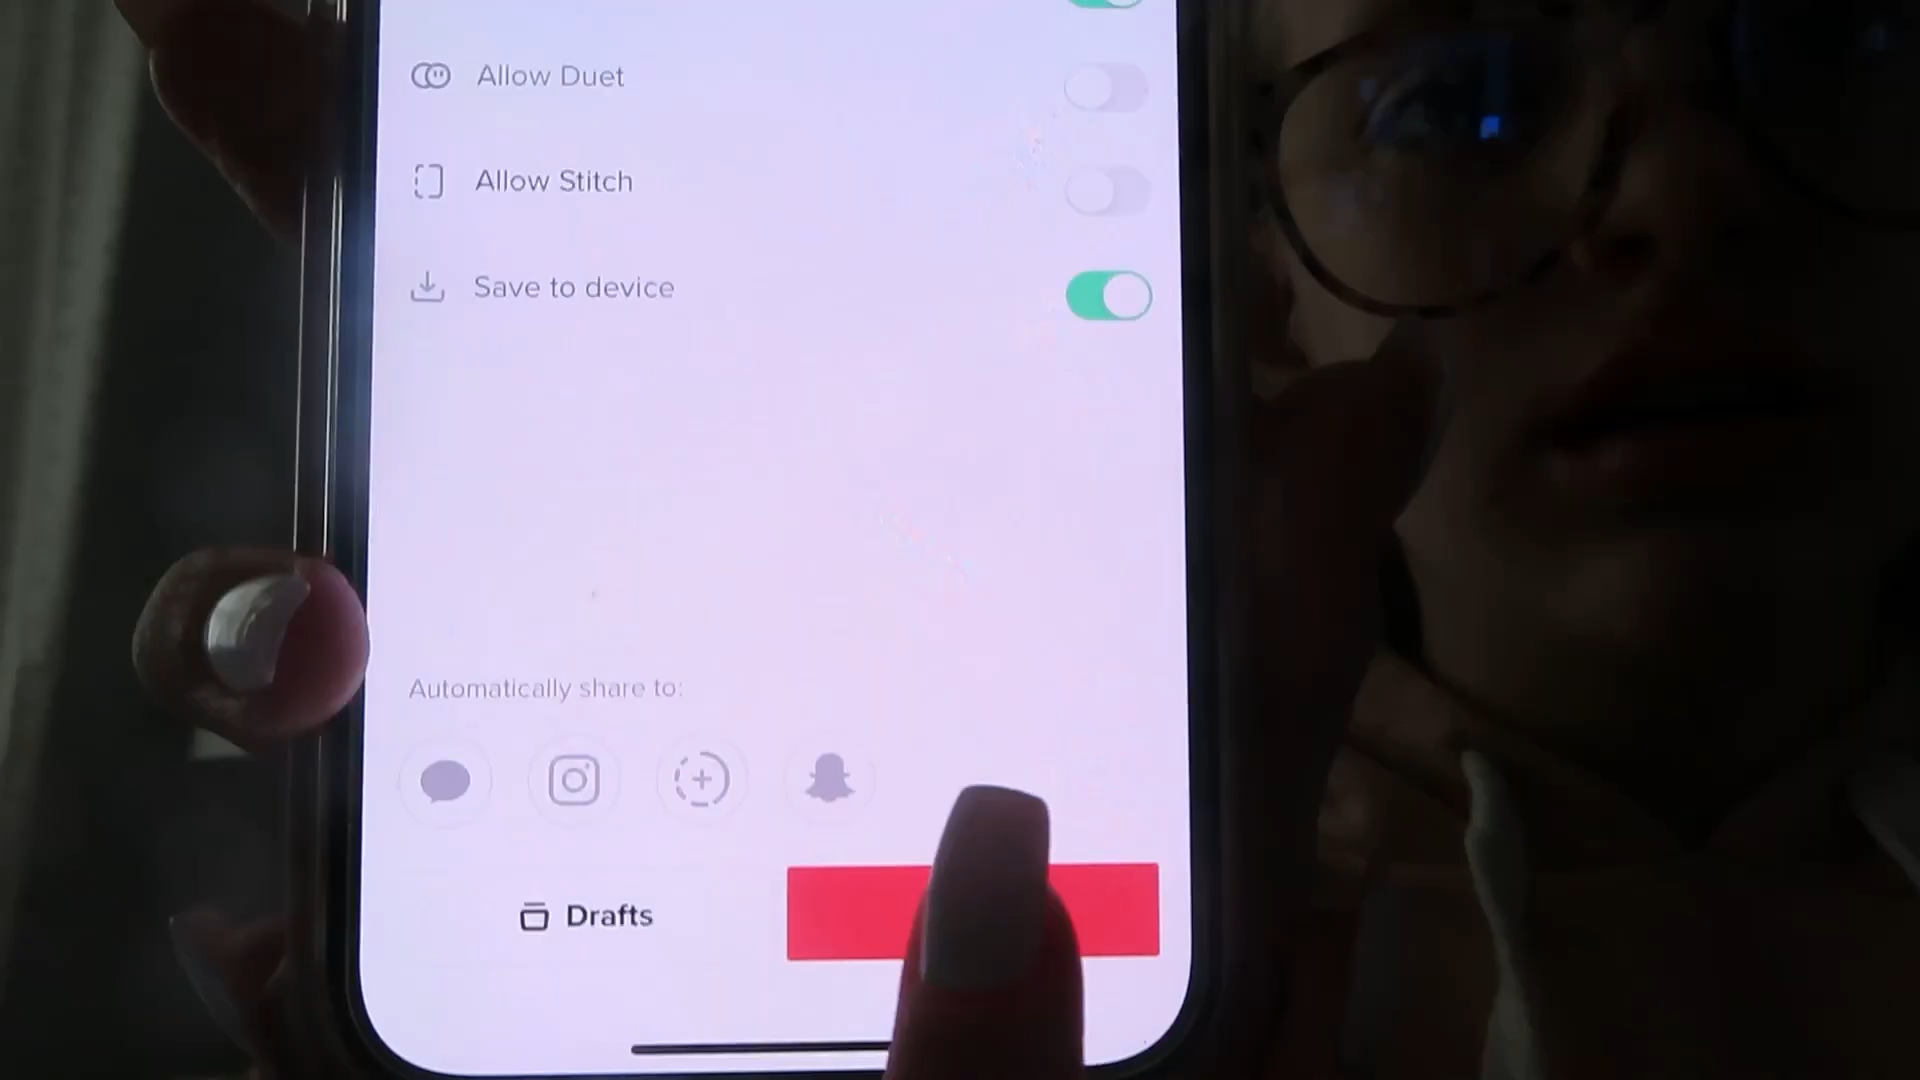 Allow Duet
Allow Stitch
Save to device
Automatically share to:
Drafts